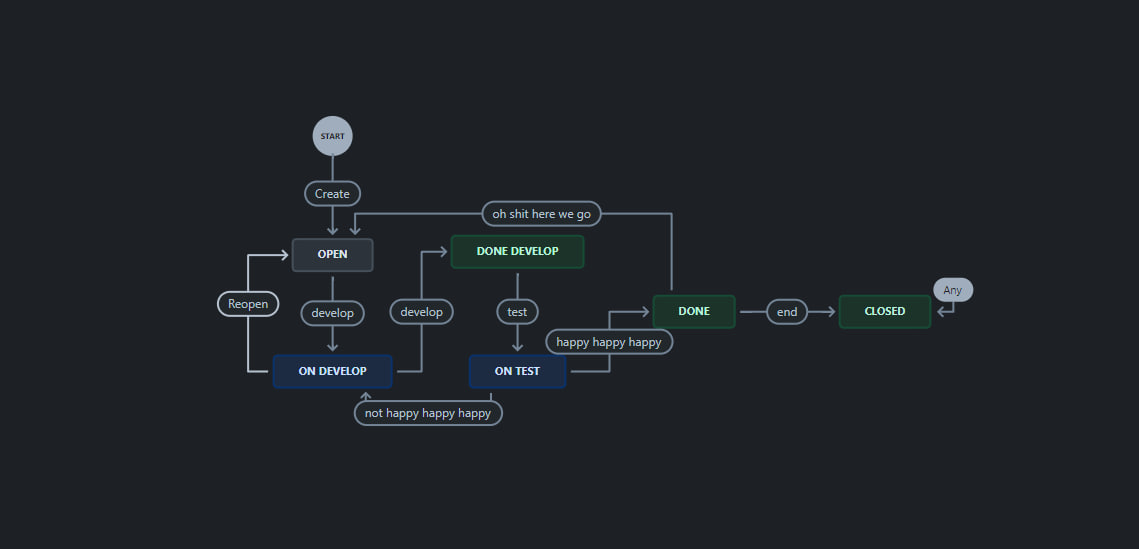 START
Create
oh shit here we go
OPEN
DONE DEVELOP
Any
Reopen
develop
develop
test
DONE
end
CLOSED
happy happy happy
ON DEVELOP
ON TEST
not happy happy happy